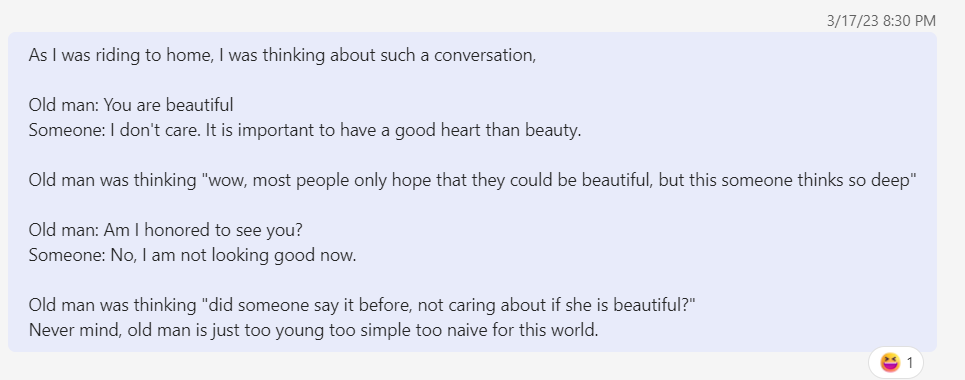 3/17/23 8:30 PM
As I was riding to home, I was thinking about such a conversation,
Old man: You are beautiful
Someone: I don't care. It is important to have a good heart than beauty.
Old man was thinking "wow, most people only hope that they could be beautiful, but this someone thinks so deep"
Old man: Am I honored to see you?
Someone: No, I am not looking good now.
Old man was thinking "did someone say it before, not caring about if she is beautiful?"
Never mind, old man is just too young too simple too naive for this world.
1